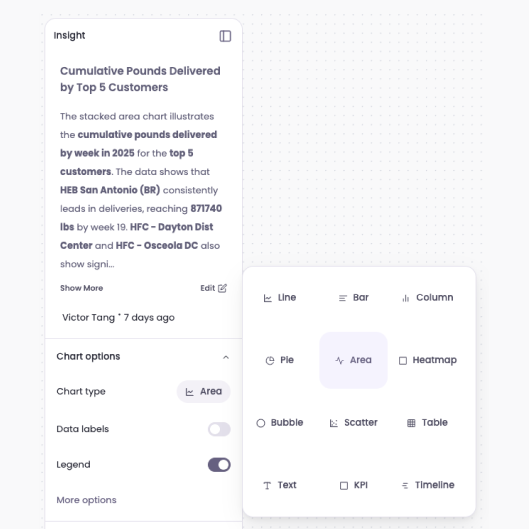 Insight
Cumulative Pounds Delivered
by Top 5 Customers
The stacked area chart illustrates
the cumulative pounds delivered
by week in 2025 for the top 5
customers. The data shows that
HEB San Antonio (BR) consistently
leads in deliveries, reaching 871740
lbs by week 19. HFC - Dayton Dist
Center and HFC - Osceola DC also
show signi...
Show More Edit
Victor Tang • 7 days ago
Chart options
Chart type Area
Data labels
Legend
More options
Line Bar Column
Pie Area Heatmap
Bubble Scatter Table
Text KPI Timeline